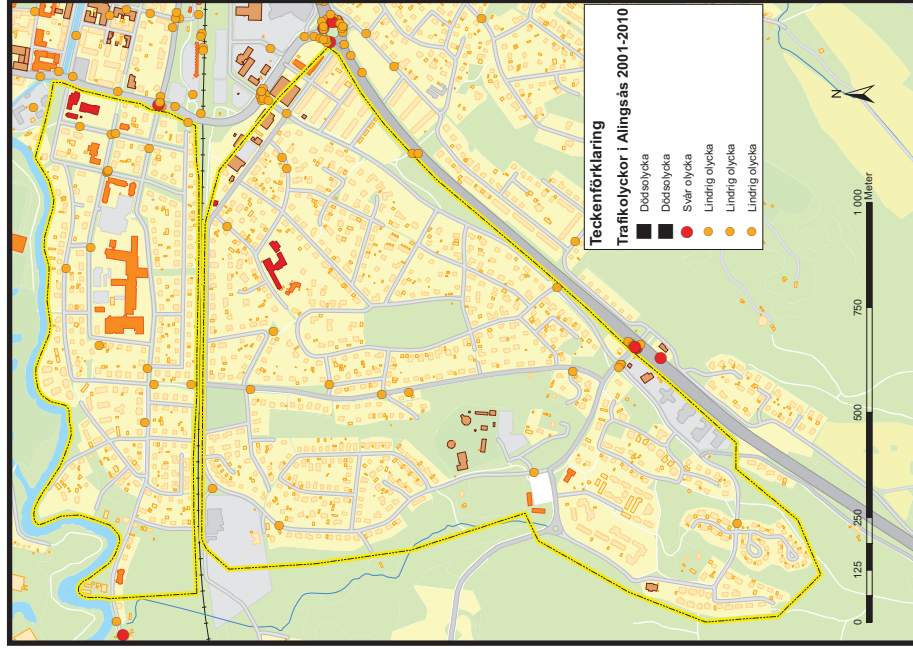 Teckenförklaring
Trafikolyckor i Alingsås 2001-2010
Dödsolycka
Dödsolycka
Svår olycka
Lindrig olycka
Lindrig olycka
Lindrig olycka
N
0 125 250 500 750 1 000
Meter